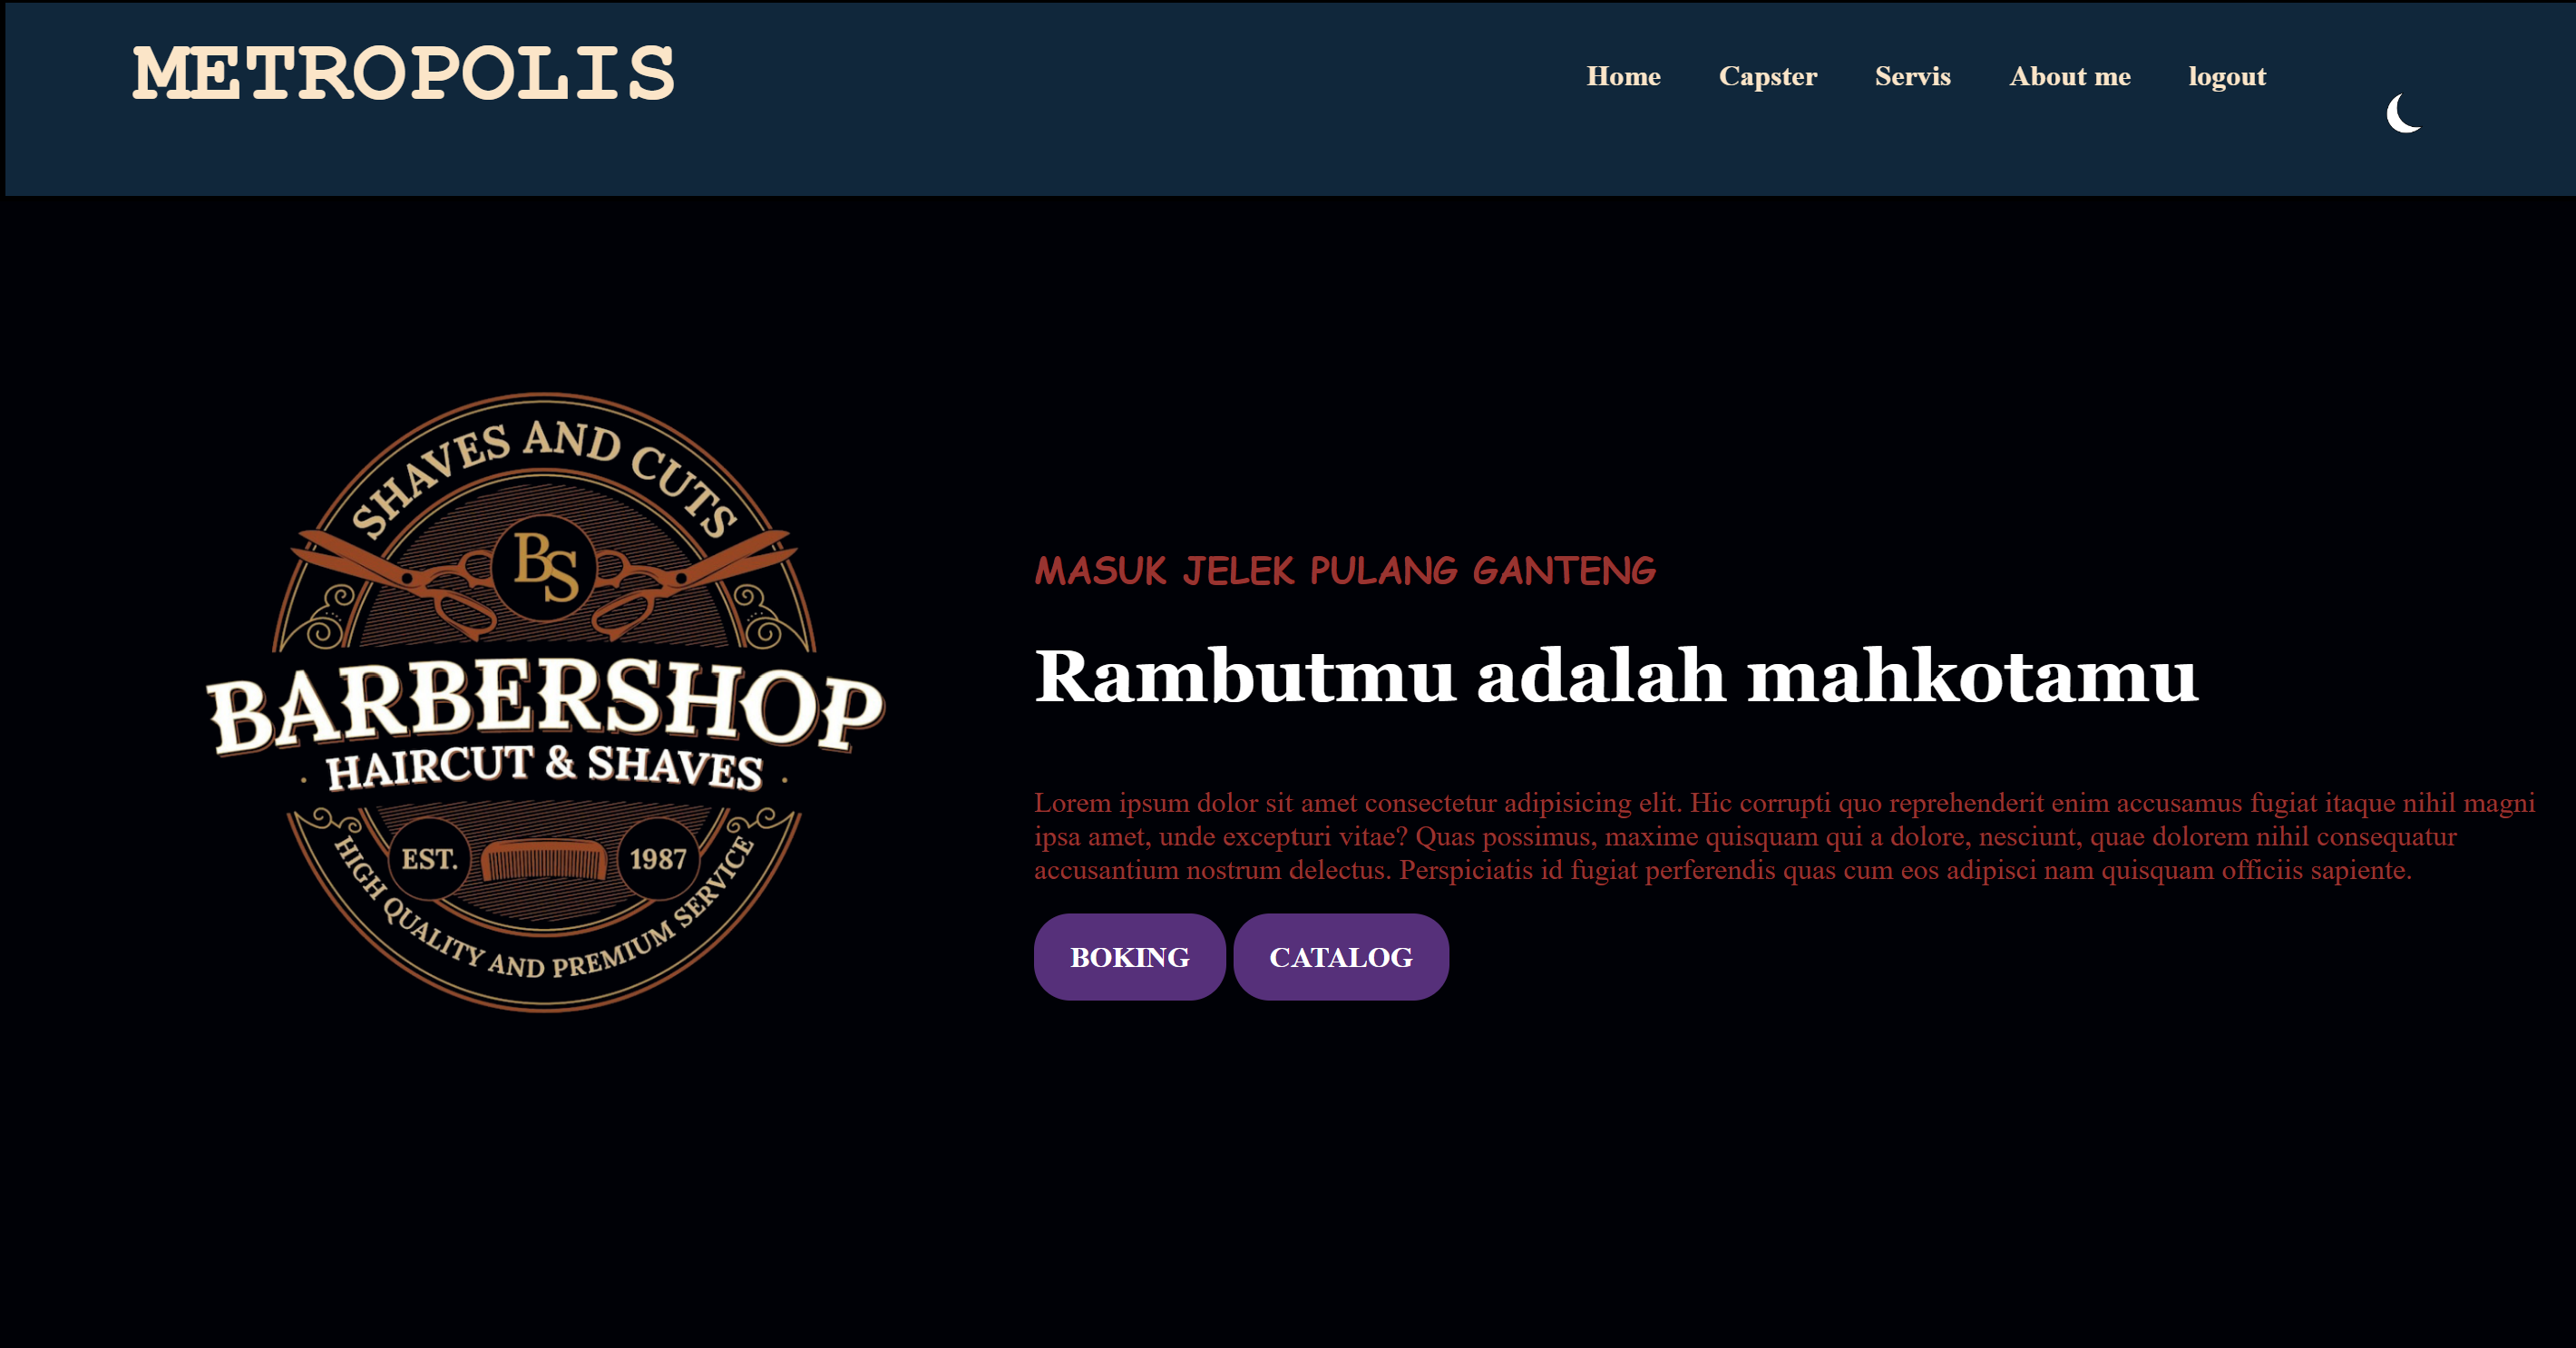 METROPOLIS
Home Capster Servis About me logout
SHAVES AND CUTS
BS
BARBERSHOP
HAIRCUT & SHAVES
EST. 1987
HIGH QUALITY AND PREMIUM SERVICE
MASUK JELEK PULANG GANTENG
Rambutmu adalah mahkotamu
Lorem ipsum dolor sit amet consectetur adipisicing elit. Hic corrupti quo reprehenderit enim accusamus fugiat itaque nihil magni
ipsa amet, unde excepturi vitae? Quas possimus, maxime quisquam qui a dolore, nesciunt, quae dolorem nihil consequatur
accusantium nostrum delectus. Perspiciatis id fugiat perferendis quas cum eos adipisci nam quisquam officiis sapiente.
BOKING CATALOG